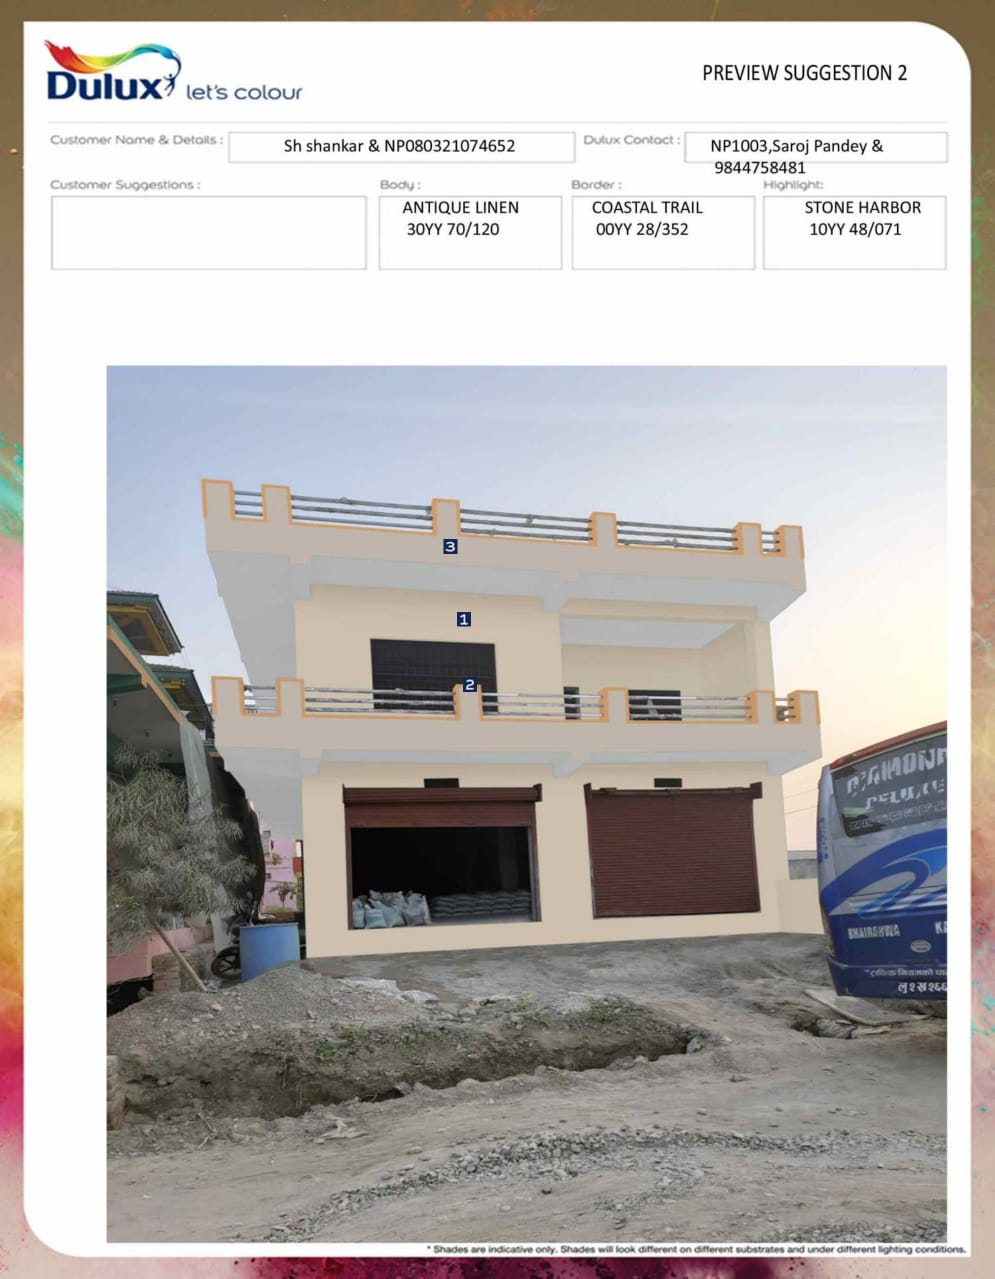 Dulux let's colour
PREVIEW SUGGESTION 2
Customer Name & Details :
Sh shankar & NP080321074652
Dulux Contact :
NP1003,Saroj Pandey &
9844758481
Customer Suggestions :
Body :
Border :
Highlight:
ANTIQUE LINEN
30YY 70/120
COASTAL TRAIL
00YY 28/352
STONE HARBOR
10YY 48/071
3
1
2
DIAMOND
DELUXE
BHAIRAHWA
KA
* Shades are indicative only. Shades will look different on different substrates and under different lighting conditions.